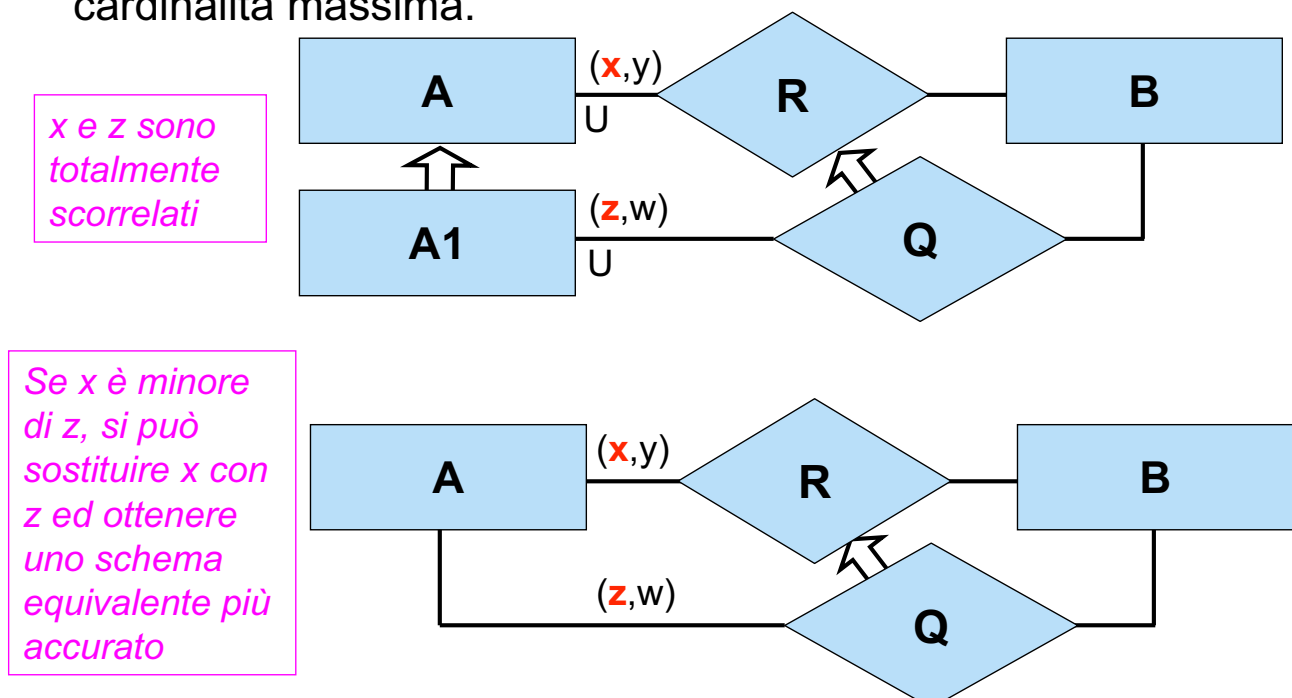 cardinalità massima.
A
(x,y)
U
R
B
x e z sono
totalmente
scorrelati
A1
(z,w)
U
Q
Se x è minore
di z, si può
sostituire x con
z ed ottenere
uno schema
equivalente più
accurato
A
(x,y)
R
B
(z,w)
Q